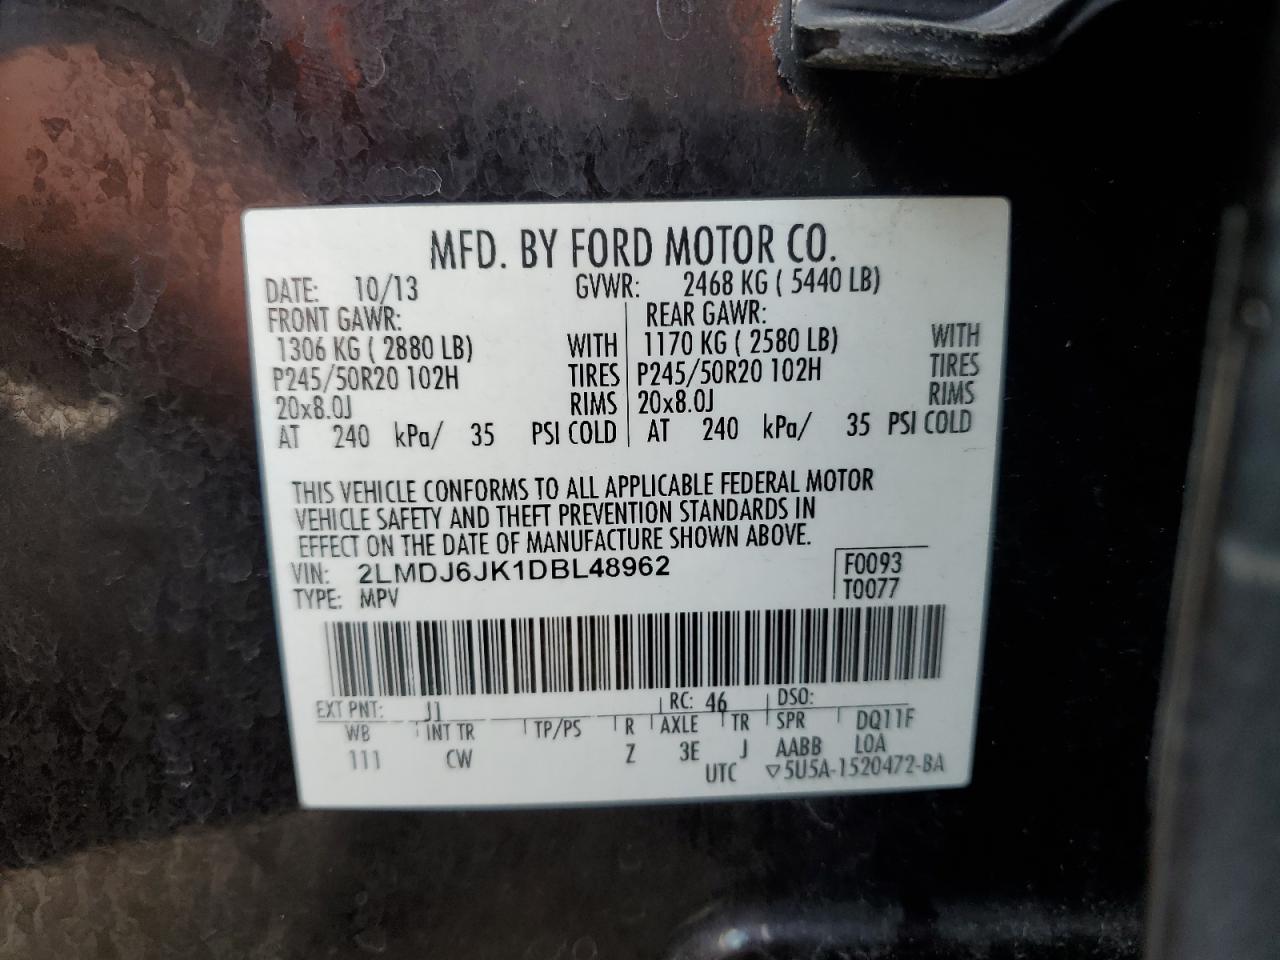 MFD. BY FORD MOTOR CO.
DATE: 10/13 GVWR: 2468 KG ( 5440 LB)
FRONT GAWR: REAR GAWR:
1306 KG ( 2880 LB) WITH 1170 KG ( 2580 LB) WITH
P245/50R20 102H TIRES P245/50R20 102H TIRES
20x8.0J RIMS 20x8.0J RIMS
AT 240 kPa/ 35 PSI COLD AT 240 kPa/ 35 PSI COLD
THIS VEHICLE CONFORMS TO ALL APPLICABLE FEDERAL MOTOR
VEHICLE SAFETY AND THEFT PREVENTION STANDARDS IN
EFFECT ON THE DATE OF MANUFACTURE SHOWN ABOVE.
VIN: 2LMDJ6JK1DBL48962 F0093
TYPE: MPV T0077
EXT PNT: J1 RC: 46 DSO:
WB INT TR TP/PS R AXLE TR SPR DQ11F
111 CW Z 3E J AABB LOA
UTC ▽5U5A-1520472-BA